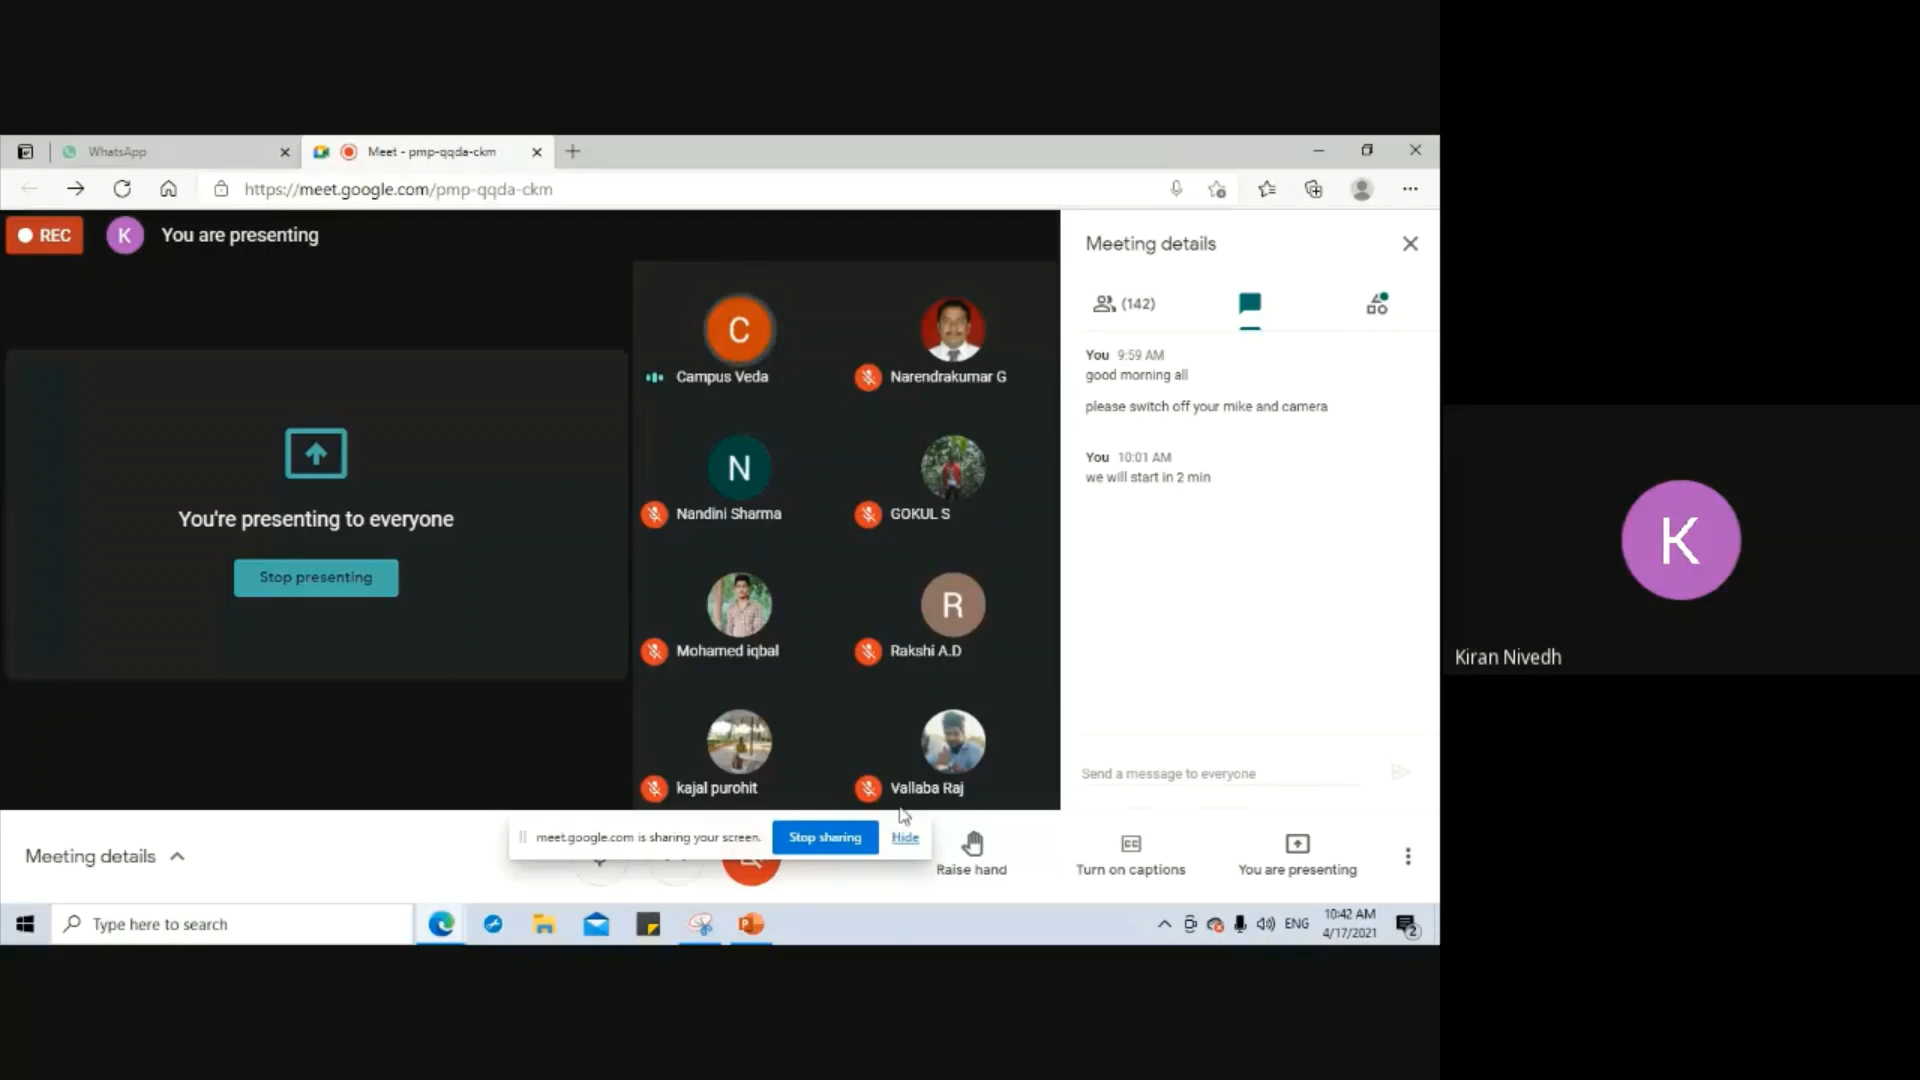 WhatsApp
Meet - pmp-qqda-ckm
https://meet.google.com/pmp-qqda-ckm
REC
K
You are presenting
You're presenting to everyone
Stop presenting
C
Campus Veda
Narendrakumar G
N
Nandini Sharma
GOKUL S
Mohamed iqbal
R
Rakshi A.D
kajal purohit
Vallaba Raj
Meeting details
(142)
You 9:59 AM
good morning all
please switch off your mike and camera
You 10:01 AM
we will start in 2 min
Send a message to everyone
Meeting details
meet.google.com is sharing your screen.
Stop sharing
Hide
Raise hand
Turn on captions
You are presenting
Type here to search
ENG
10:42 AM
4/17/2021
2
K
Kiran Nivedh